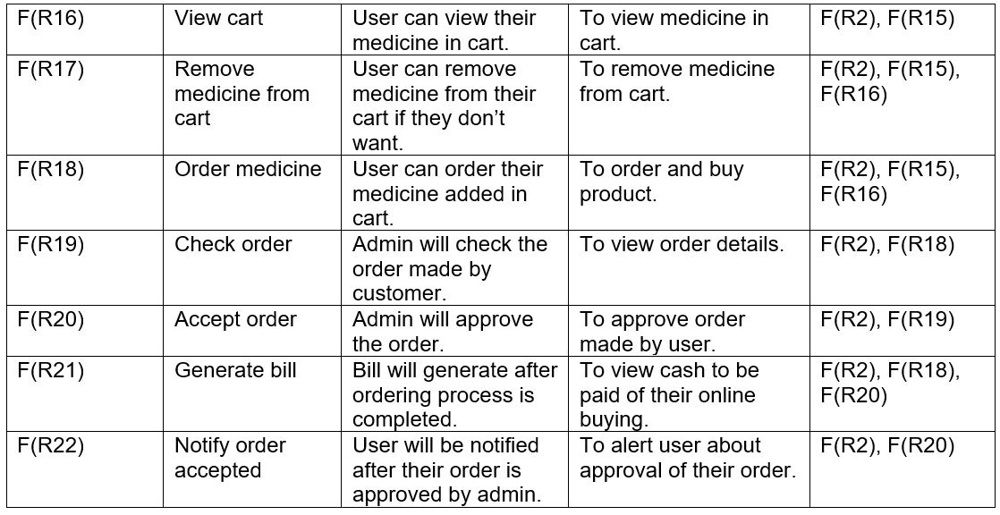 F(R16) View cart User can view their To view medicine in F(R2), F(R15)
medicine in cart. cart.
F(R17) Remove User can remove To remove medicine F(R2), F(R15),
medicine from medicine from their from cart. F(R16)
cart cart if they don’t
want.
F(R18) Order medicine User can order their To order and buy F(R2), F(R15),
medicine added in product. F(R16)
cart.
F(R19) Check order Admin will check the To view order details. F(R2), F(R18)
order made by
customer.
F(R20) Accept order Admin will approve To approve order F(R2), F(R19)
the order. made by user.
F(R21) Generate bill Bill will generate after To view cash to be F(R2), F(R18),
ordering process is paid of their online F(R20)
completed. buying.
F(R22) Notify order User will be notified To alert user about F(R2), F(R20)
accepted after their order is approval of their order.
approved by admin.